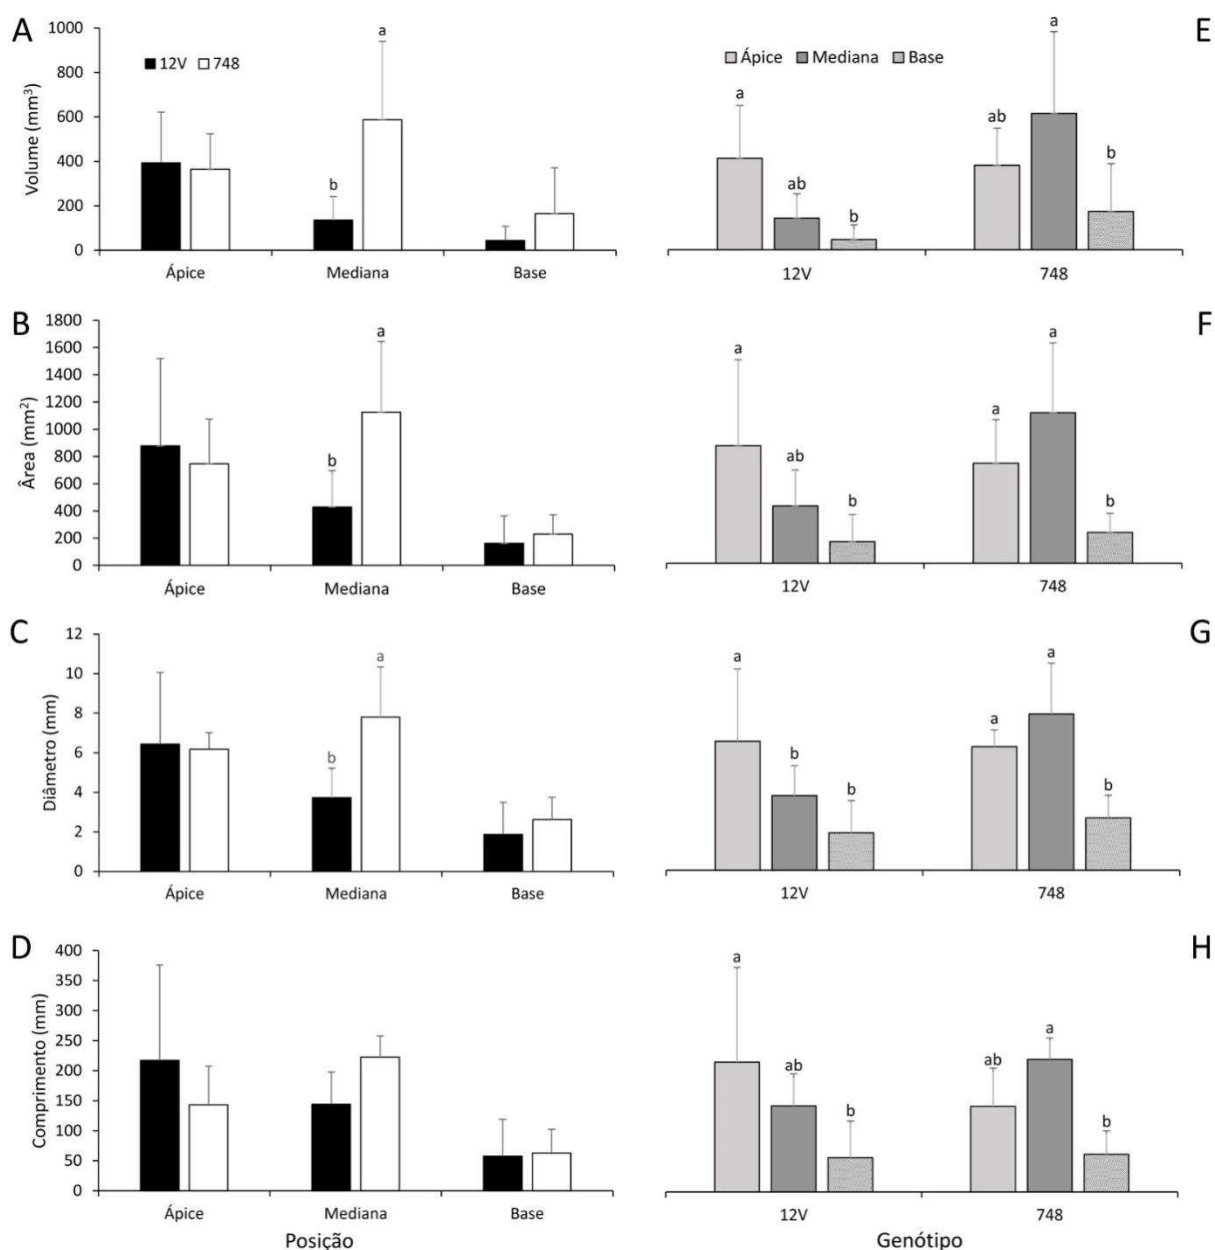 A
Volume (mm³)
1000
800
600
400
200
0
12V 748
b
a
Ápice Mediana Base
E
Ápice Mediana Base
a
ab
b
ab
a
b
12V 748
B
Ârea (mm²)
1800
1600
1400
1200
1000
800
600
400
200
0
b
a
Ápice Mediana Base
F
a
ab
b
a
a
b
12V 748
C
Diâmetro (mm)
12
10
8
6
4
2
0
b
a
Ápice Mediana Base
G
a
b
b
a
a
b
12V 748
D
Comprimento (mm)
400
350
300
250
200
150
100
50
0
Ápice Mediana Base
Posição
H
a
ab
b
ab
a
b
12V 748
Genótipo